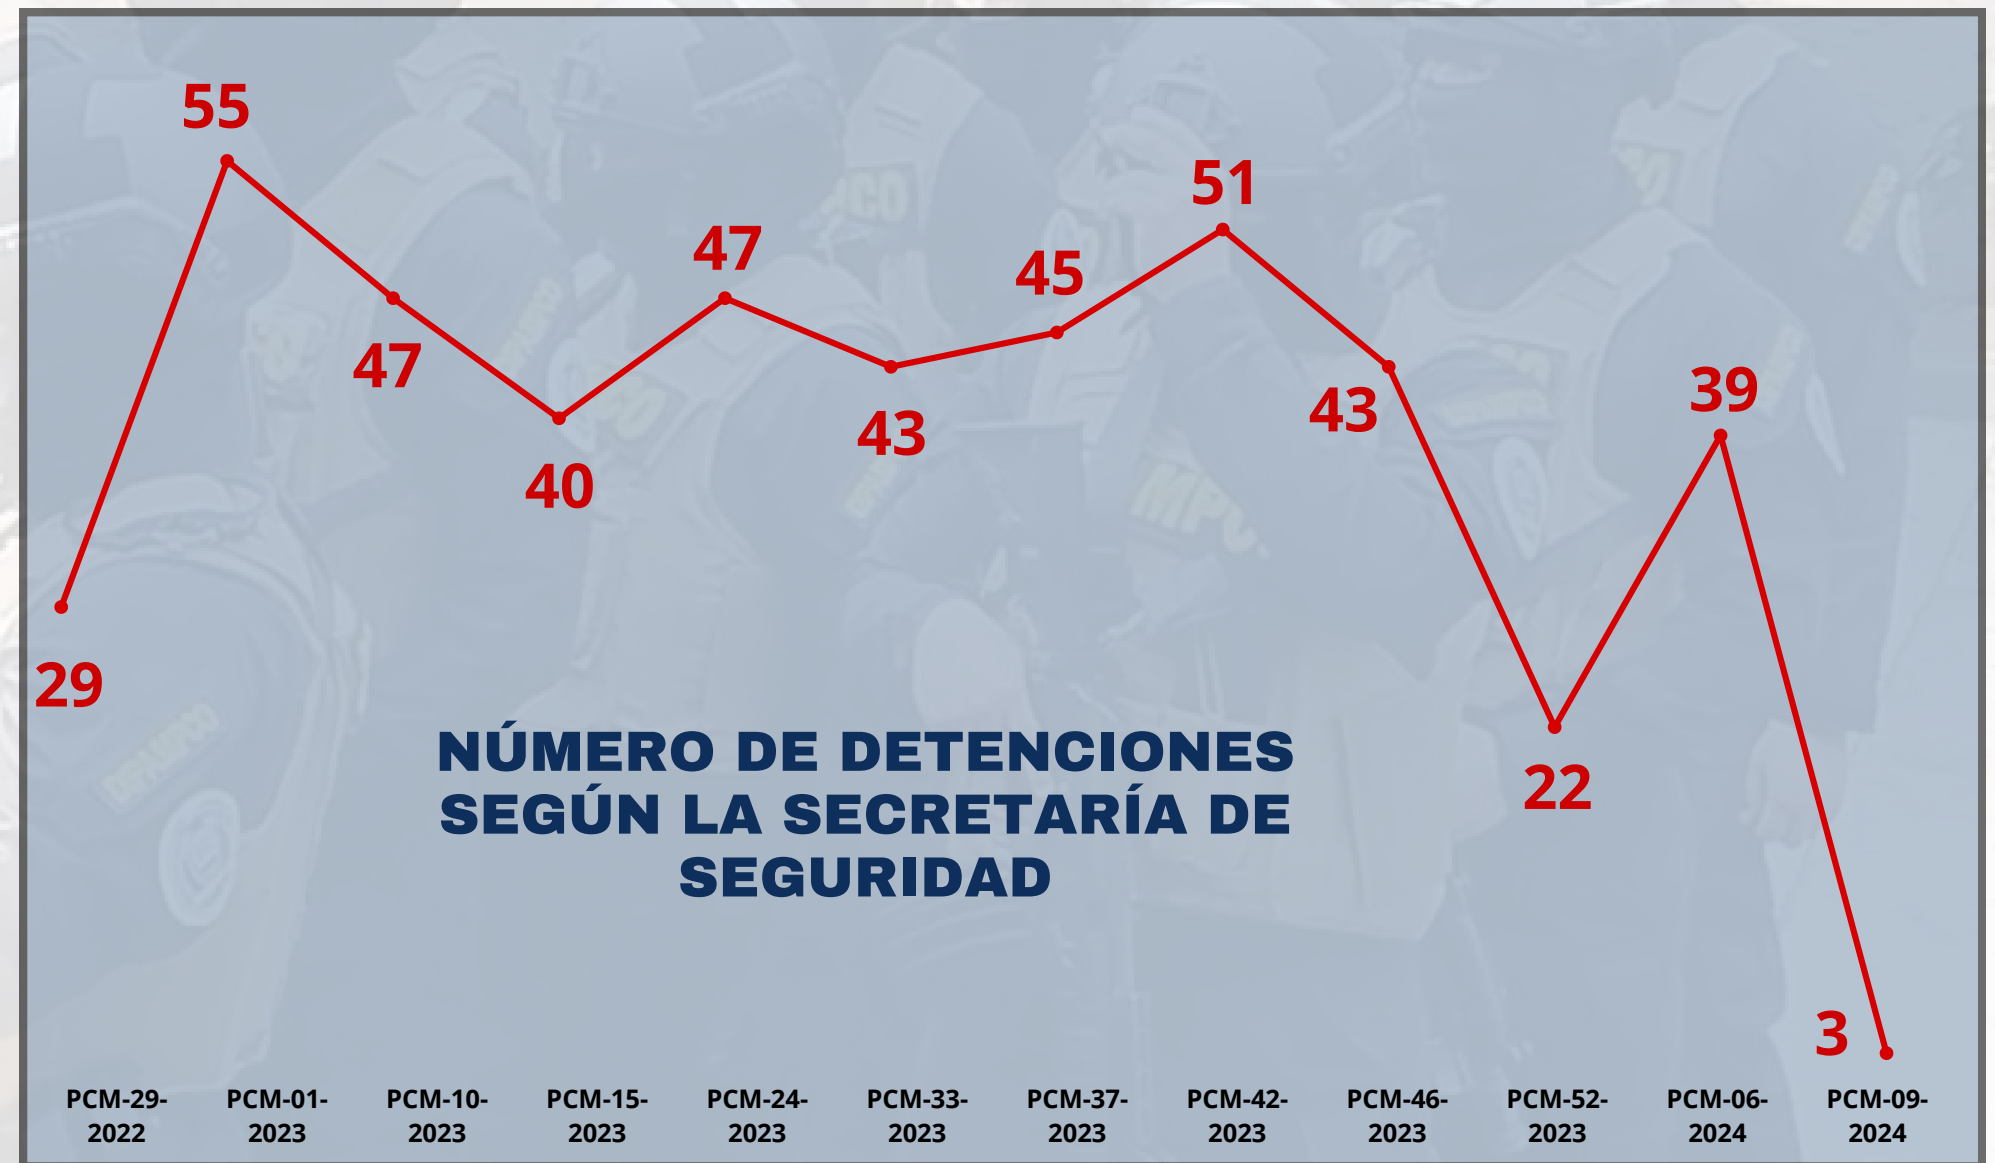 55
51
47
45
47
39
43
43
40
29
22
NÚMERO DE DETENCIONES
SEGÚN LA SECRETARÍA DE
SEGURIDAD
3
PCM-29-
2022
PCM-01-
2023
PCM-10-
2023
PCM-15-
2023
PCM-24-
2023
PCM-33-
2023
PCM-37-
2023
PCM-42-
2023
PCM-46-
2023
PCM-52-
2023
PCM-06-
2024
PCM-09-
2024